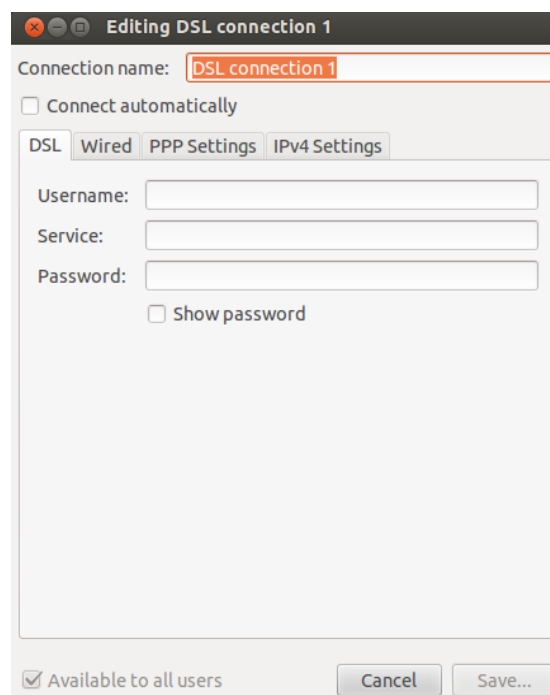 Editing DSL connection 1
Connection name: DSL connection 1
Connect automatically
DSL Wired PPP Settings IPv4 Settings
Username:
Service:
Password:
Show password
Available to all users Cancel Save...